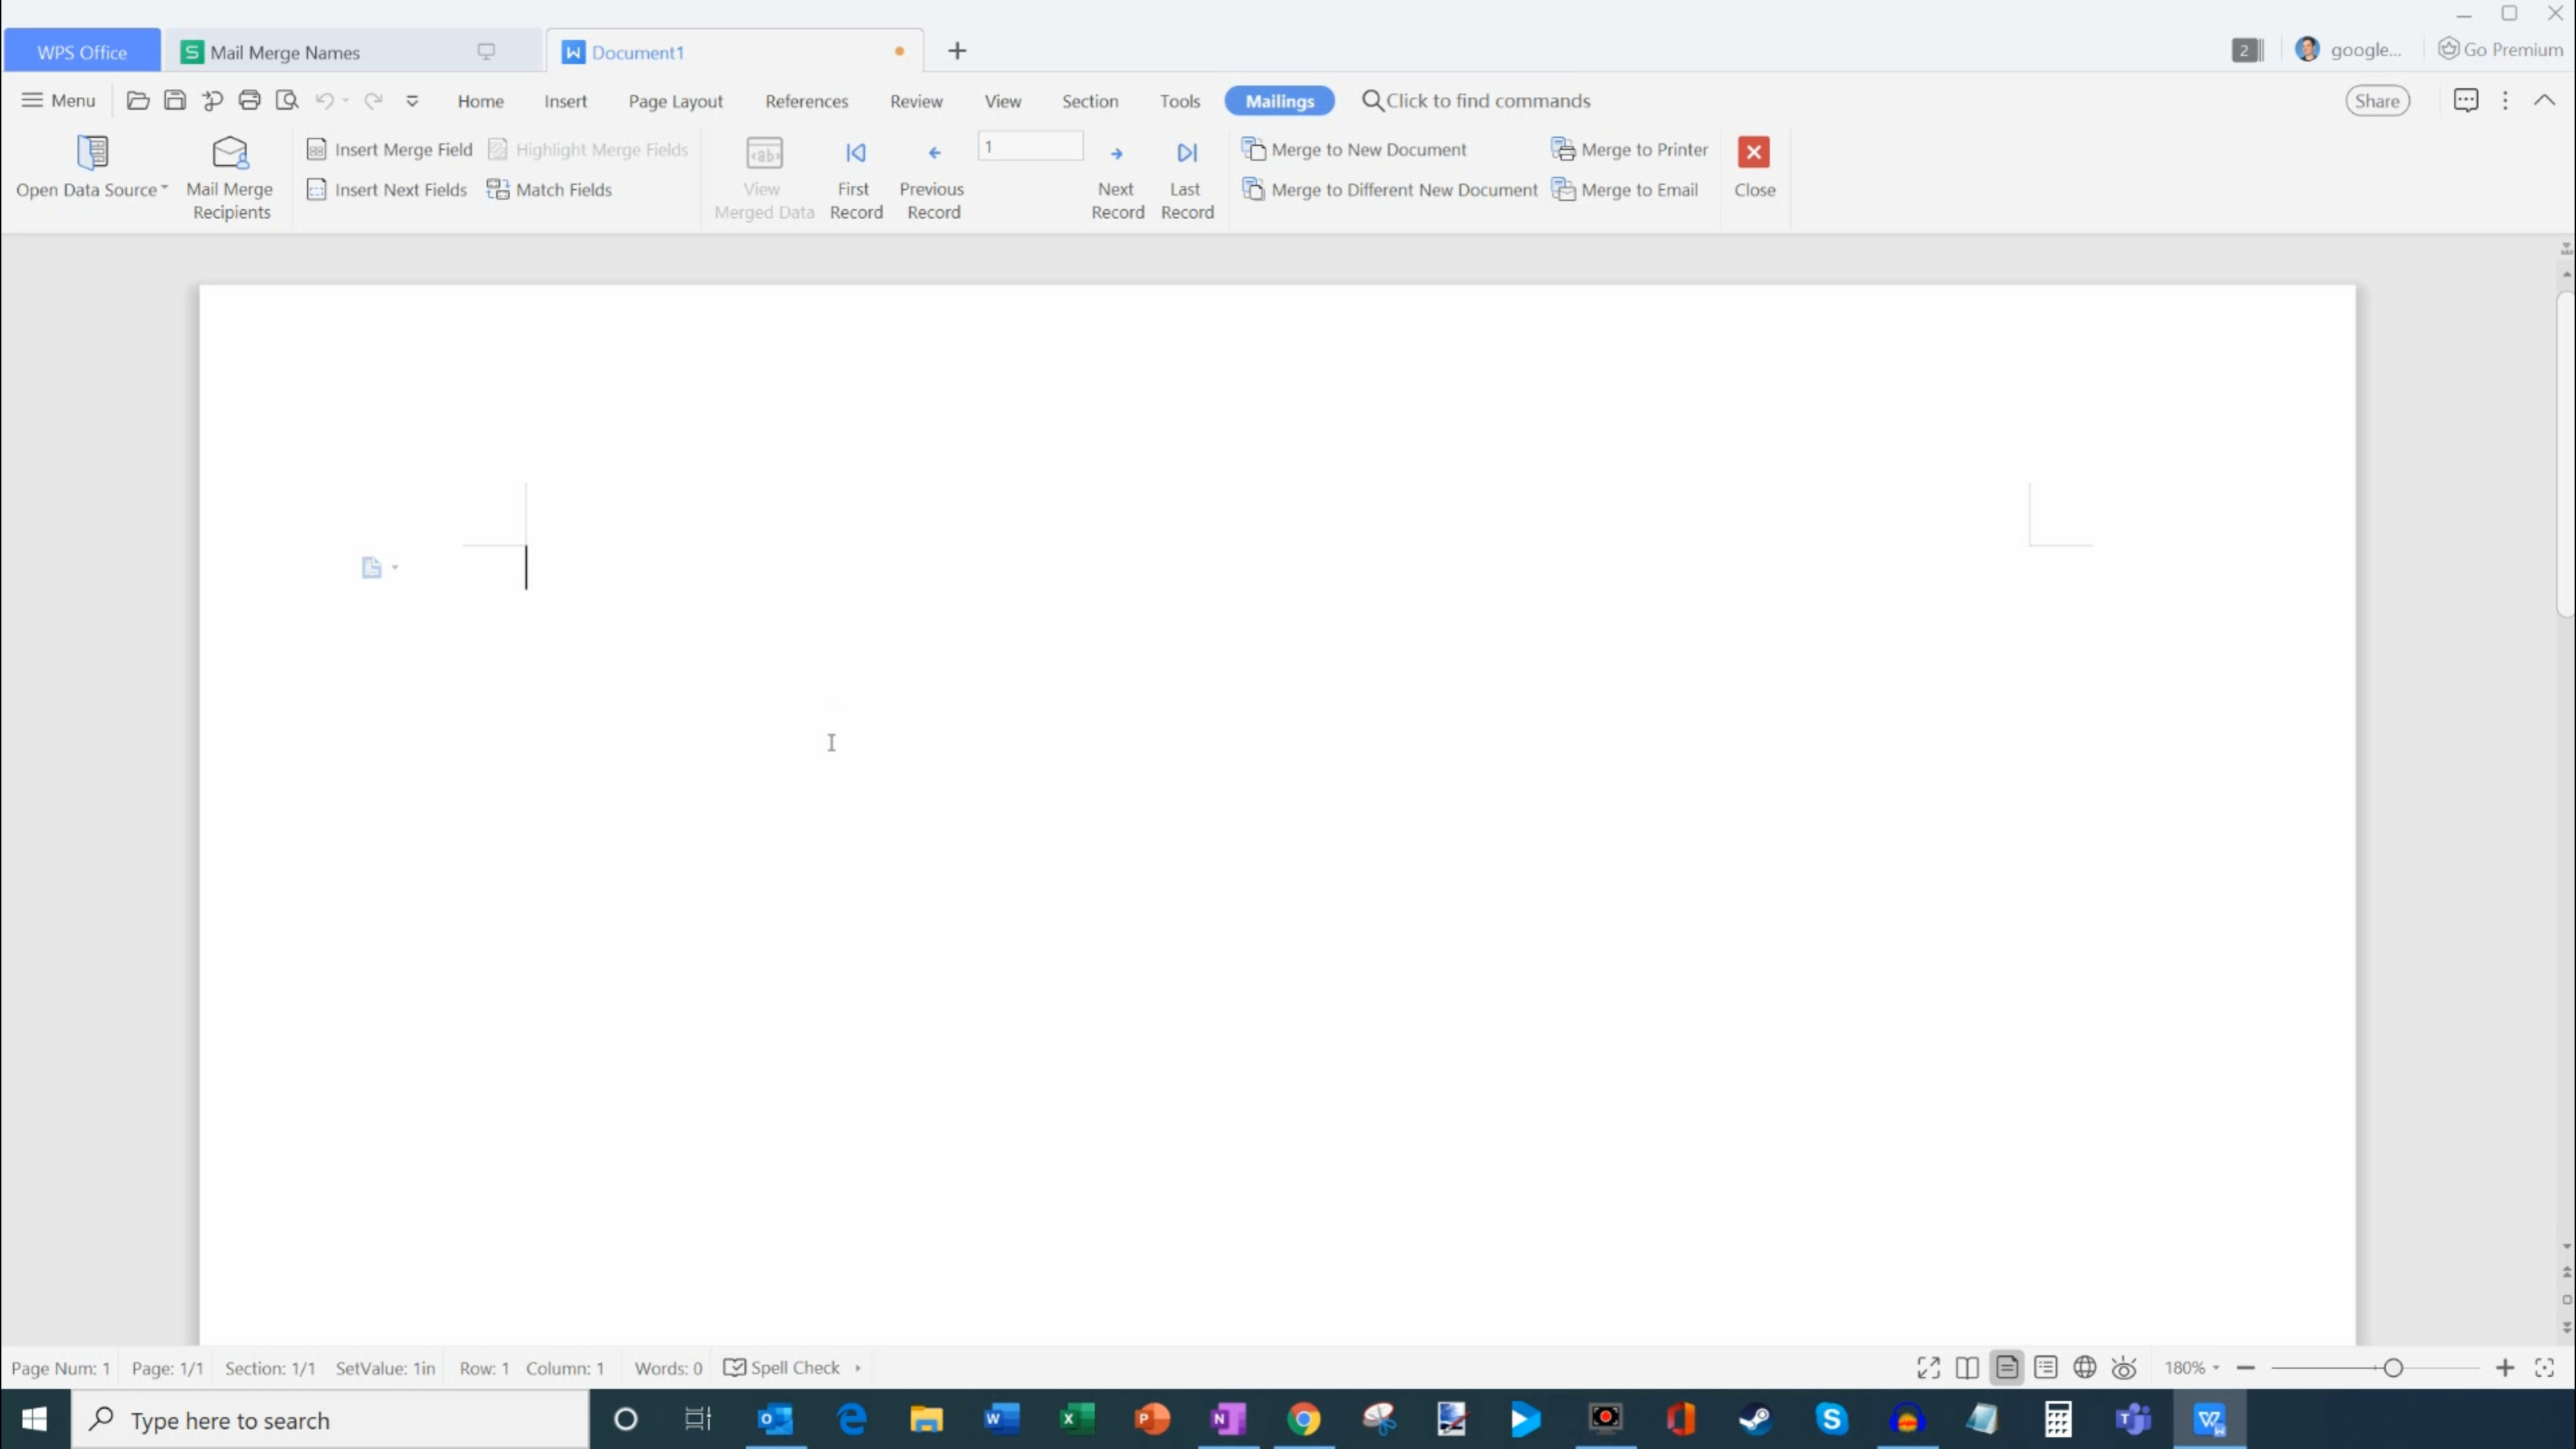 WPS Office
Mail Merge Names
Document1
2
google...
Go Premium
Menu
Home
Insert
Page Layout
References
Review
View
Section
Tools
Mailings
Click to find commands
Share
Open Data Source
Mail Merge
Recipients
Insert Merge Field
Highlight Merge Fields
Insert Next Fields
Match Fields
View
Merged Data
First
Record
Previous
Record
1
Next
Record
Last
Record
Merge to New Document
Merge to Different New Document
Merge to Printer
Merge to Email
Close
Page Num: 1
Page: 1/1
Section: 1/1
SetValue: 1in
Row: 1
Column: 1
Words: 0
Spell Check
180%
Type here to search